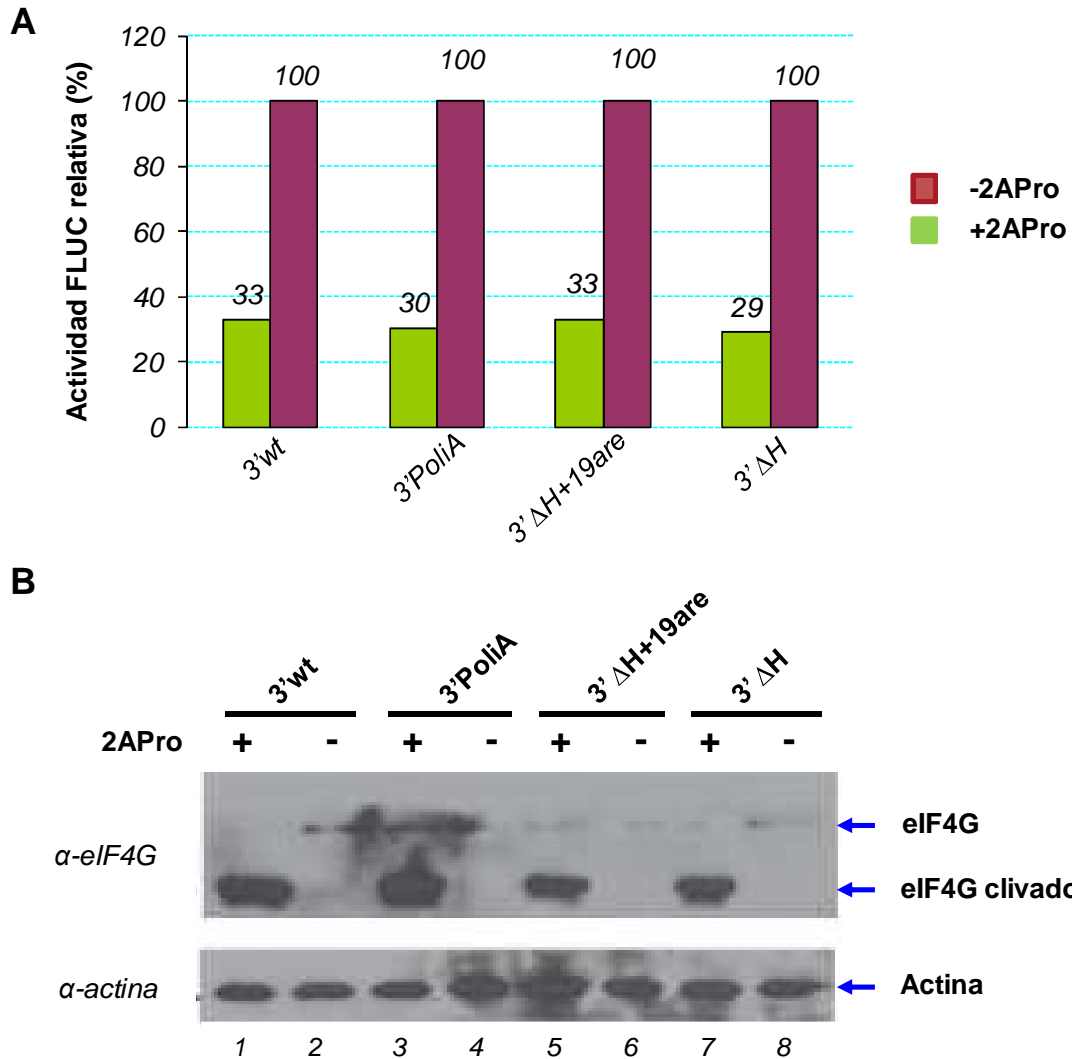 A
Actividad FLUC relativa (%)
120
100
80
60
40
20
0
33
100
30
100
33
100
29
100
3'wt
3'PoliA
3' ΔH+19are
3' ΔH
-2APro
+2APro
B
3'wt
3'PoliA
3' ΔH+19are
3' ΔH
2APro + - + - + - + -
α-eIF4G
eIF4G
eIF4G clivado
α-actina
Actina
1 2 3 4 5 6 7 8